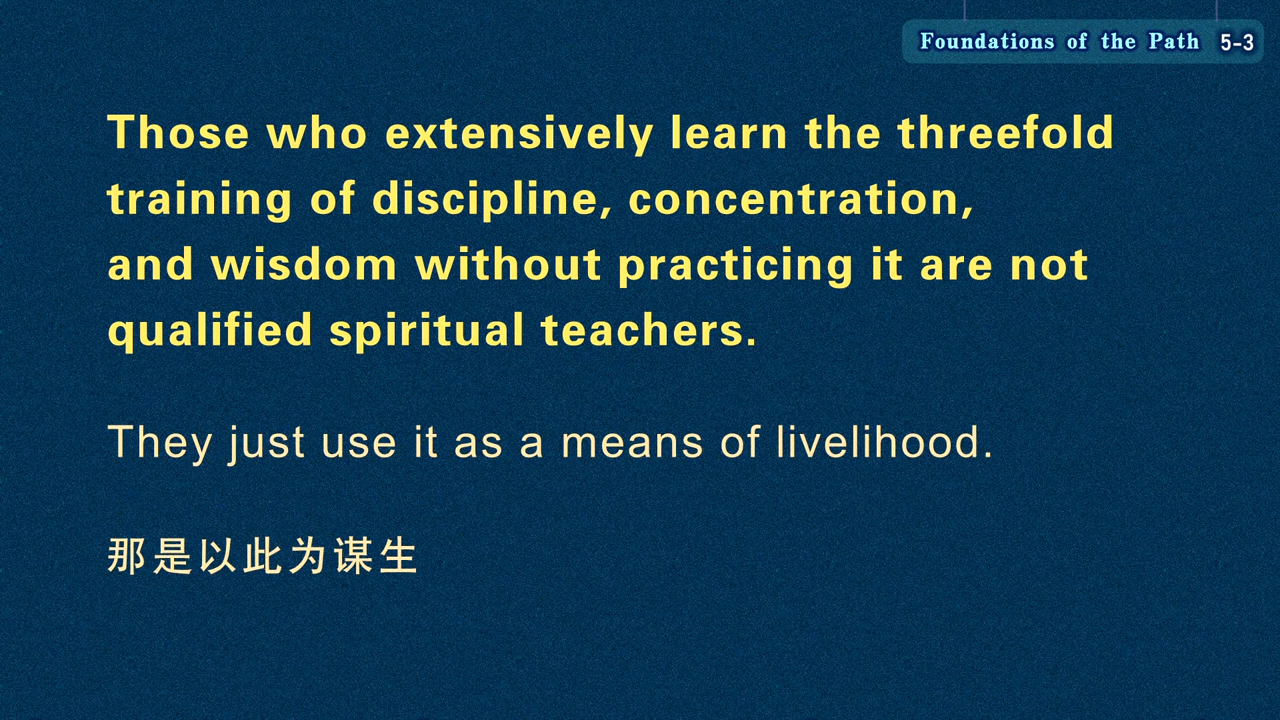 Foundations of the Path 5-3
Those who extensively learn the threefold
training of discipline, concentration,
and wisdom without practicing it are not
qualified spiritual teachers.
They just use it as a means of livelihood.
那是以此为谋生